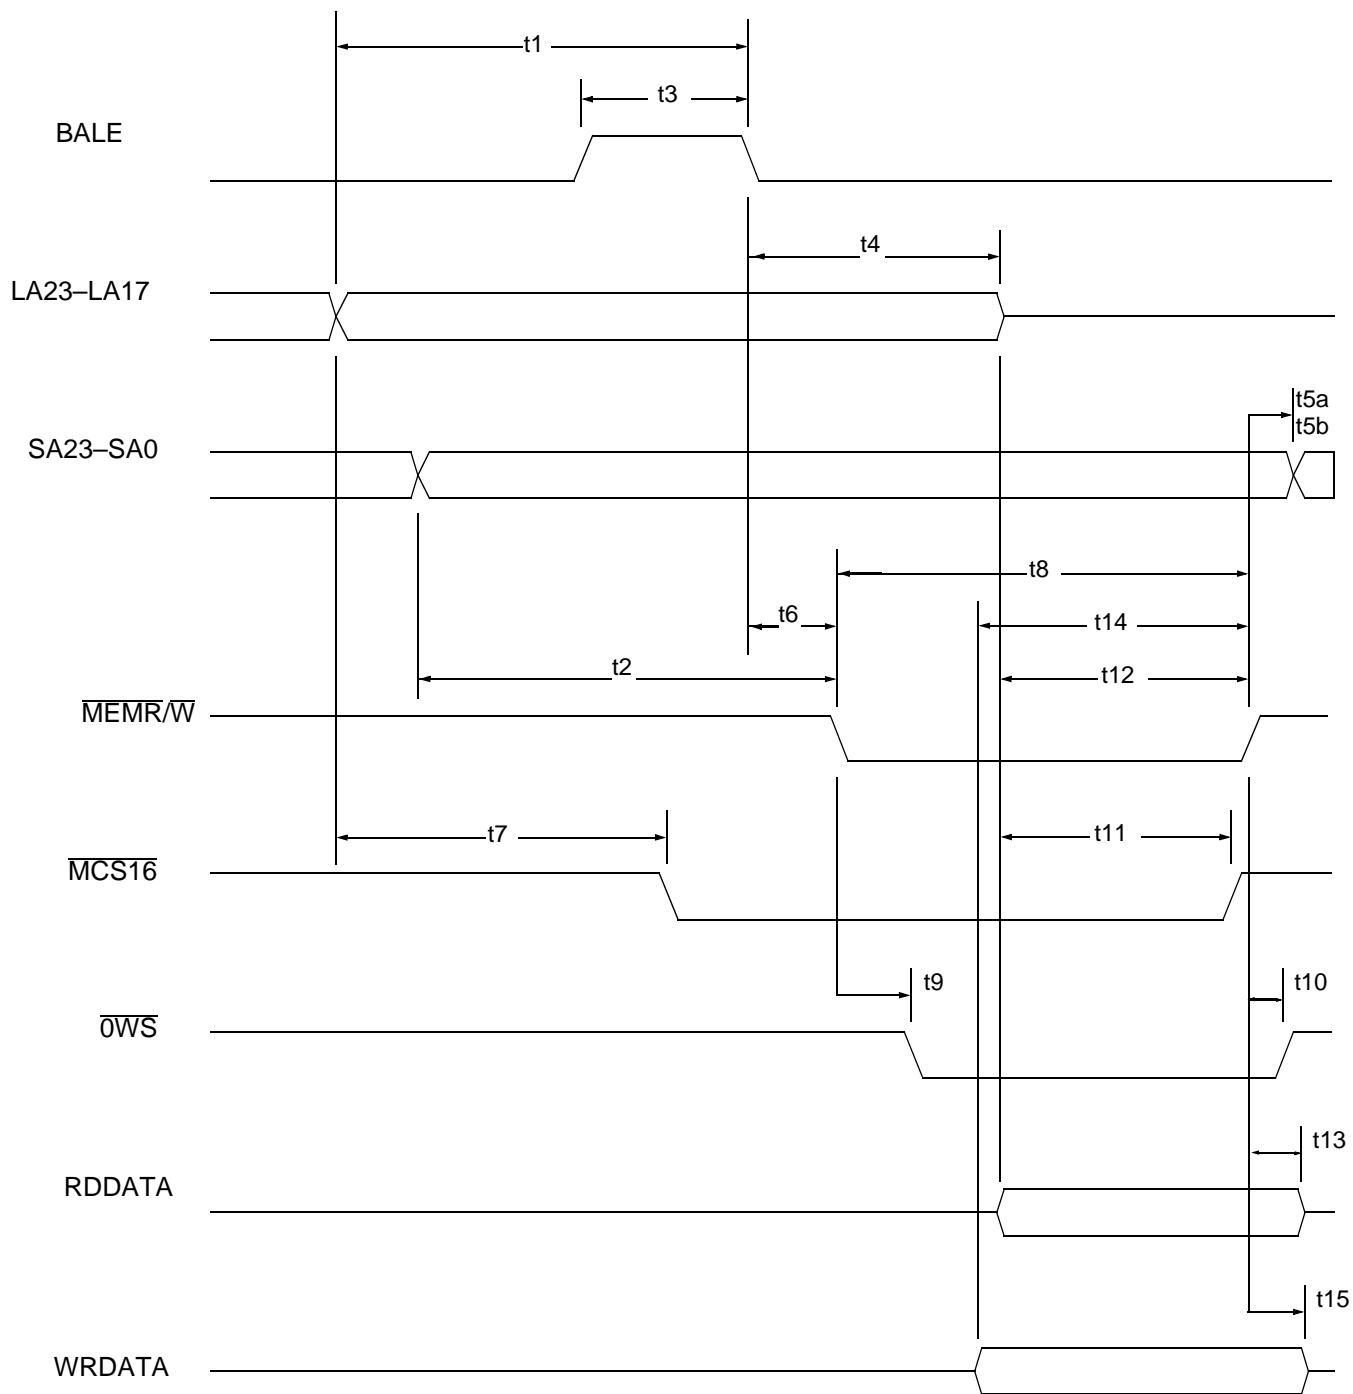 t1
t3
BALE
t4
LA23–LA17
t5a
t5b
SA23–SA0
t8
t6
t14
t2
t12
MEMR/W
t7
t11
MCS16
t9
t10
0WS
t13
RDDATA
t15
WRDATA